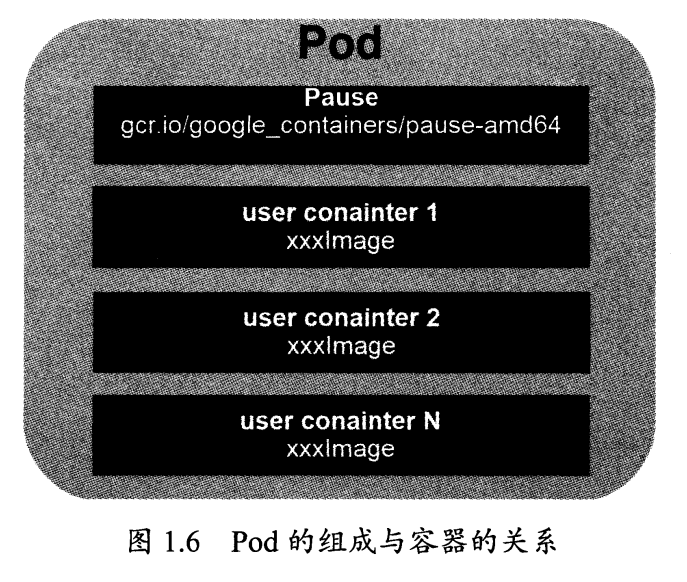 Pod
Pause
gcr.io/google_containers/pause-amd64
user conainter 1
xxxImage
user conainter 2
xxxImage
user conainter N
xxxImage
图 1.6 Pod 的组成与容器的关系